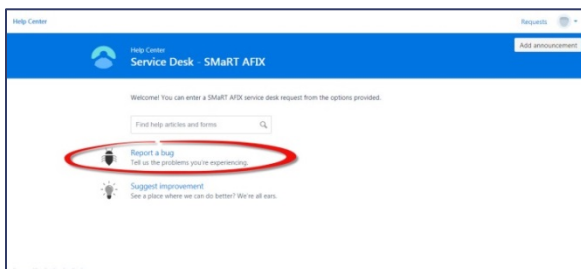 Help Center
Requests
Add announcement
Help Center
Service Desk - SMaRT AFIX
Welcome! You can enter a SMaRT AFIX service desk request from the options provided.
Find help articles and forms
Report a bug
Tell us the problems you're experiencing.
Suggest improvement
See a place where we can do better? We're all ears.